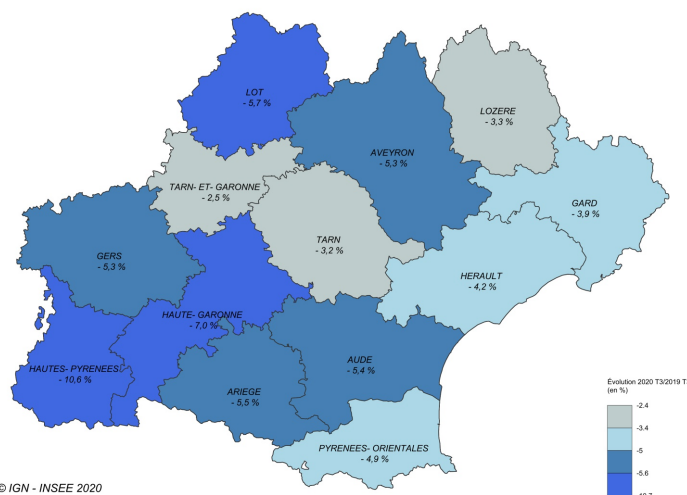 LOT
- 5,7 %
AVEYRON
- 5,3 %
LOZERE
- 3,3 %
TARN- ET- GARONNE
- 2,5 %
GARD
- 3,9 %
TARN
- 3,2 %
GERS
- 5,3 %
HERAULT
- 4,2 %
HAUTE- GARONNE
- 7,0 %
HAUTES- PYRENEES
- 10,6 %
AUDE
- 5,4 %
ARIEGE
- 5,5 %
PYRENEES- ORIENTALES
- 4,9 %
Évolution 2020 T3/2019 T
(en %)
-2.4
-3.4
-5
-5.6
-10.7
© IGN - INSEE 2020